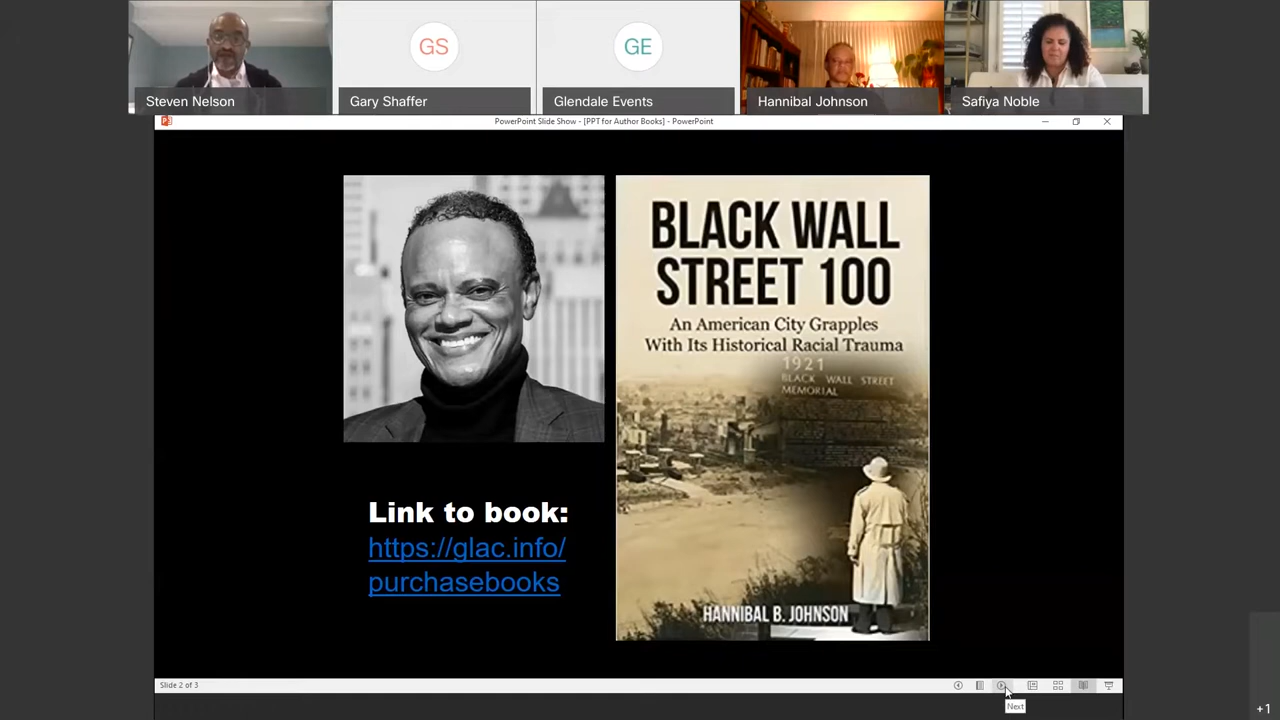 GS
GE
Steven Nelson
Gary Shaffer
Glendale Events
Hannibal Johnson
Safiya Noble
PowerPoint Slide Show - [PPT for Author Books] - PowerPoint
BLACK WALL
STREET 100
An American City Grapples
With Its Historical Racial Trauma
1921
BLACK WALL STREET
MEMORIAL
HANNIBAL B. JOHNSON
Link to book:
https://glac.info/
purchasebooks
Slide 2 of 3
Next
+1